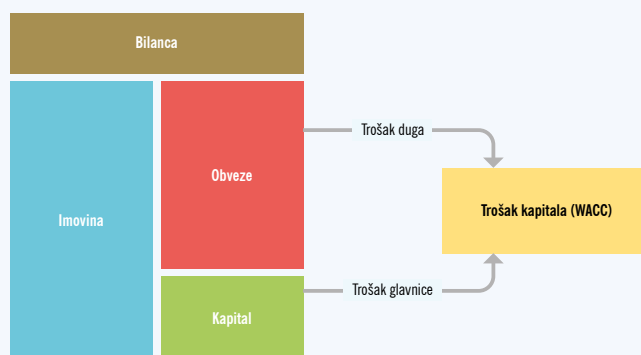 Bilanca
Imovina
Obveze
Kapital
Trošak duga
Trošak glavnice
Trošak kapitala (WACC)